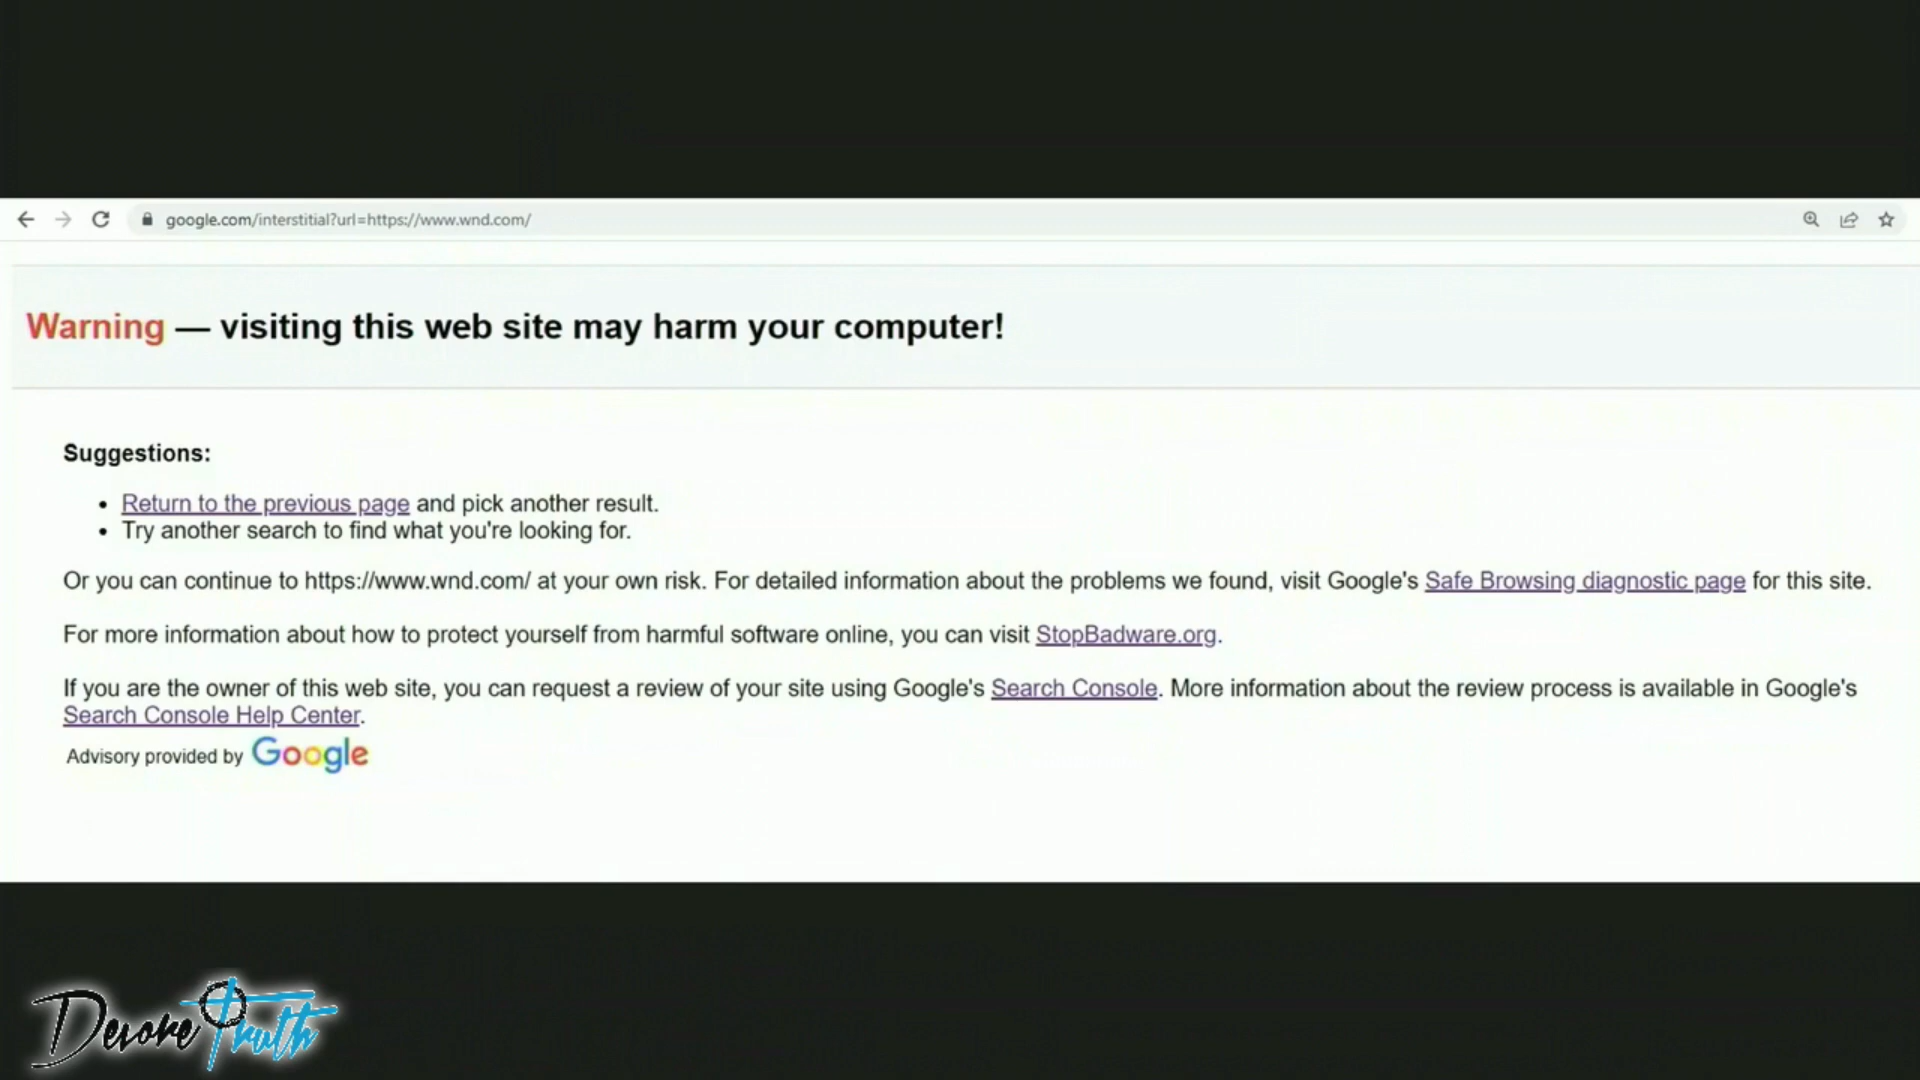 google.com/interstitial?url=https://www.wnd.com/
Warning — visiting this web site may harm your computer!
Suggestions:
• Return to the previous page and pick another result.
• Try another search to find what you're looking for.
Or you can continue to https://www.wnd.com/ at your own risk. For detailed information about the problems we found, visit Google's Safe Browsing diagnostic page for this site.
For more information about how to protect yourself from harmful software online, you can visit StopBadware.org.
If you are the owner of this web site, you can request a review of your site using Google's Search Console. More information about the review process is available in Google's
Search Console Help Center.
Advisory provided by Google
Truth